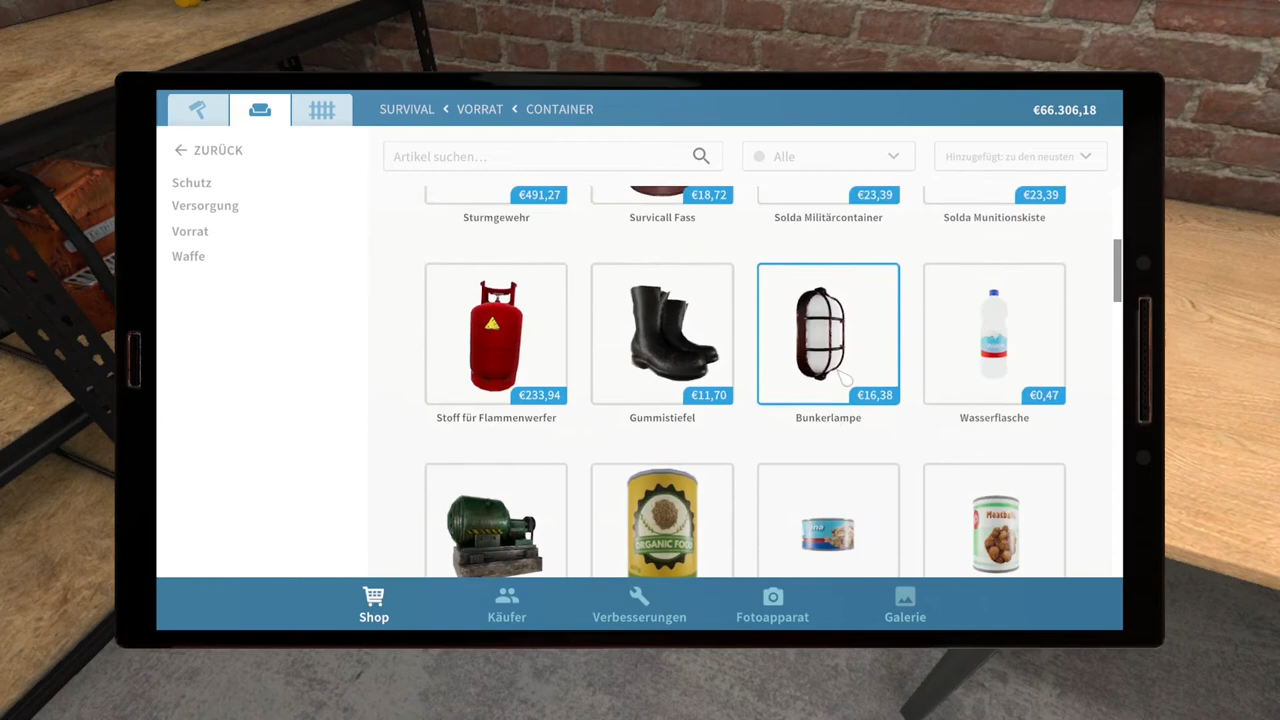 SURVIVAL < VORRAT < CONTAINER
€66.306,18
ZURÜCK
Artikel suchen...
Alle
Hinzugefügt: zu den neusten
Schutz
Versorgung
Vorrat
Waffe
€491,27
€18,72
€23,39
€23,39
Sturmgewehr
Survicall Fass
Solda Militärcontainer
Solda Munitionskiste
€233,94
€11,70
€16,38
€0,47
Stoff für Flammenwerfer
Gummistiefel
Bunkerlampe
Wasserflasche
ORGANIC FOOD
Meatballs
Shop
Käufer
Verbesserungen
Fotoapparat
Galerie